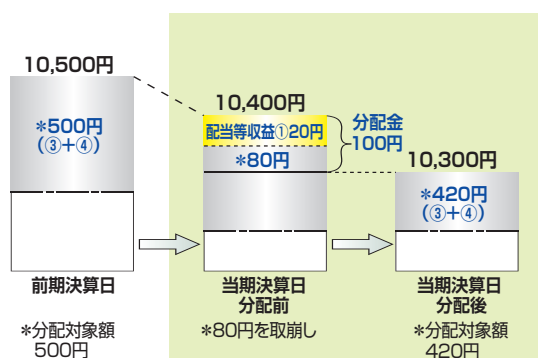 10,500円
*500円
(③+④)
前期決算日
*分配対象額
500円
10,400円
配当等収益①20円
*80円
分配金
100円
当期決算日
分配前
*80円を取崩し
10,300円
*420円
(③+④)
当期決算日
分配後
*分配対象額
420円